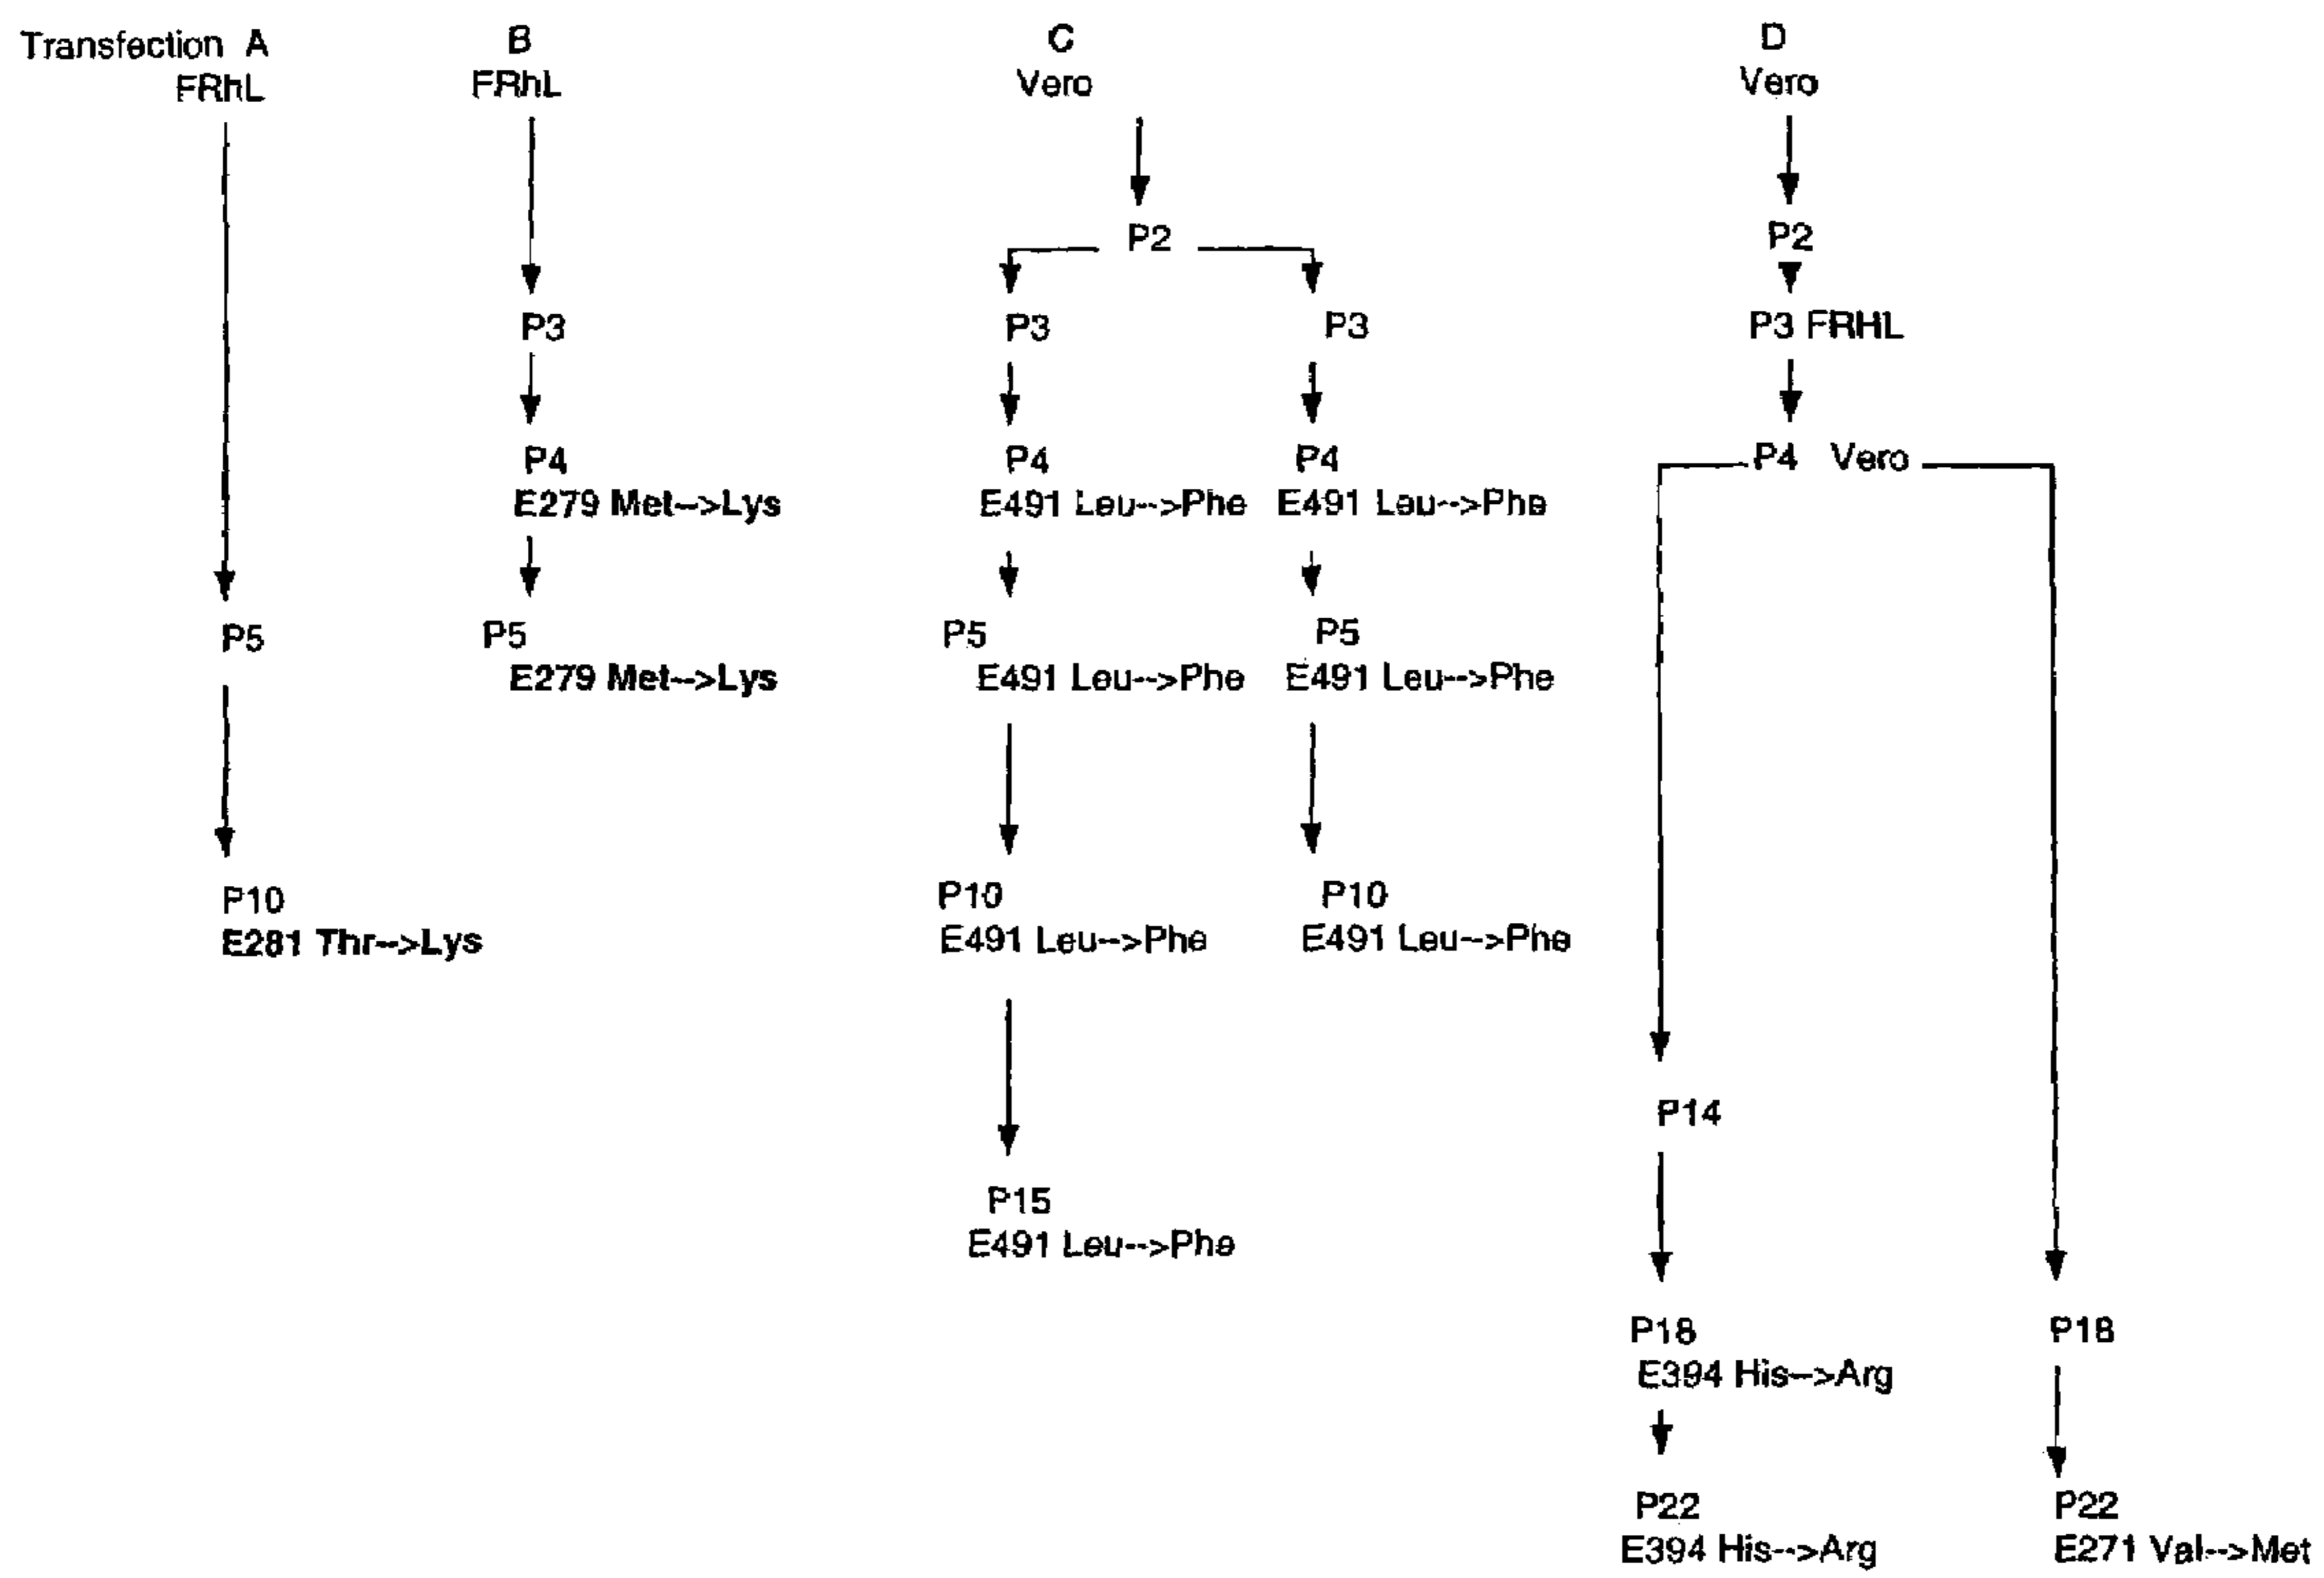 Transfection A
FRhL
P5
P10
E281 Thr-->Lys
B
FRhL
P3
P4
E279 Met-->Lys
P5
E279 Met-->Lys
C
Vero
P2
P3
P4
E491 Leu-->Phe
P5
E491 Leu-->Phe
P10
E491 Leu-->Phe
P15
E491 Leu-->Phe
P3
P4
E491 Leu-->Phe
P5
E491 Leu-->Phe
P10
E491 Leu-->Phe
D
Vero
P2
P3 FRHL
P4 Vero
P14
P18
E394 His-->Arg
P22
E394 His-->Arg
P18
P22
E271 Val-->Met